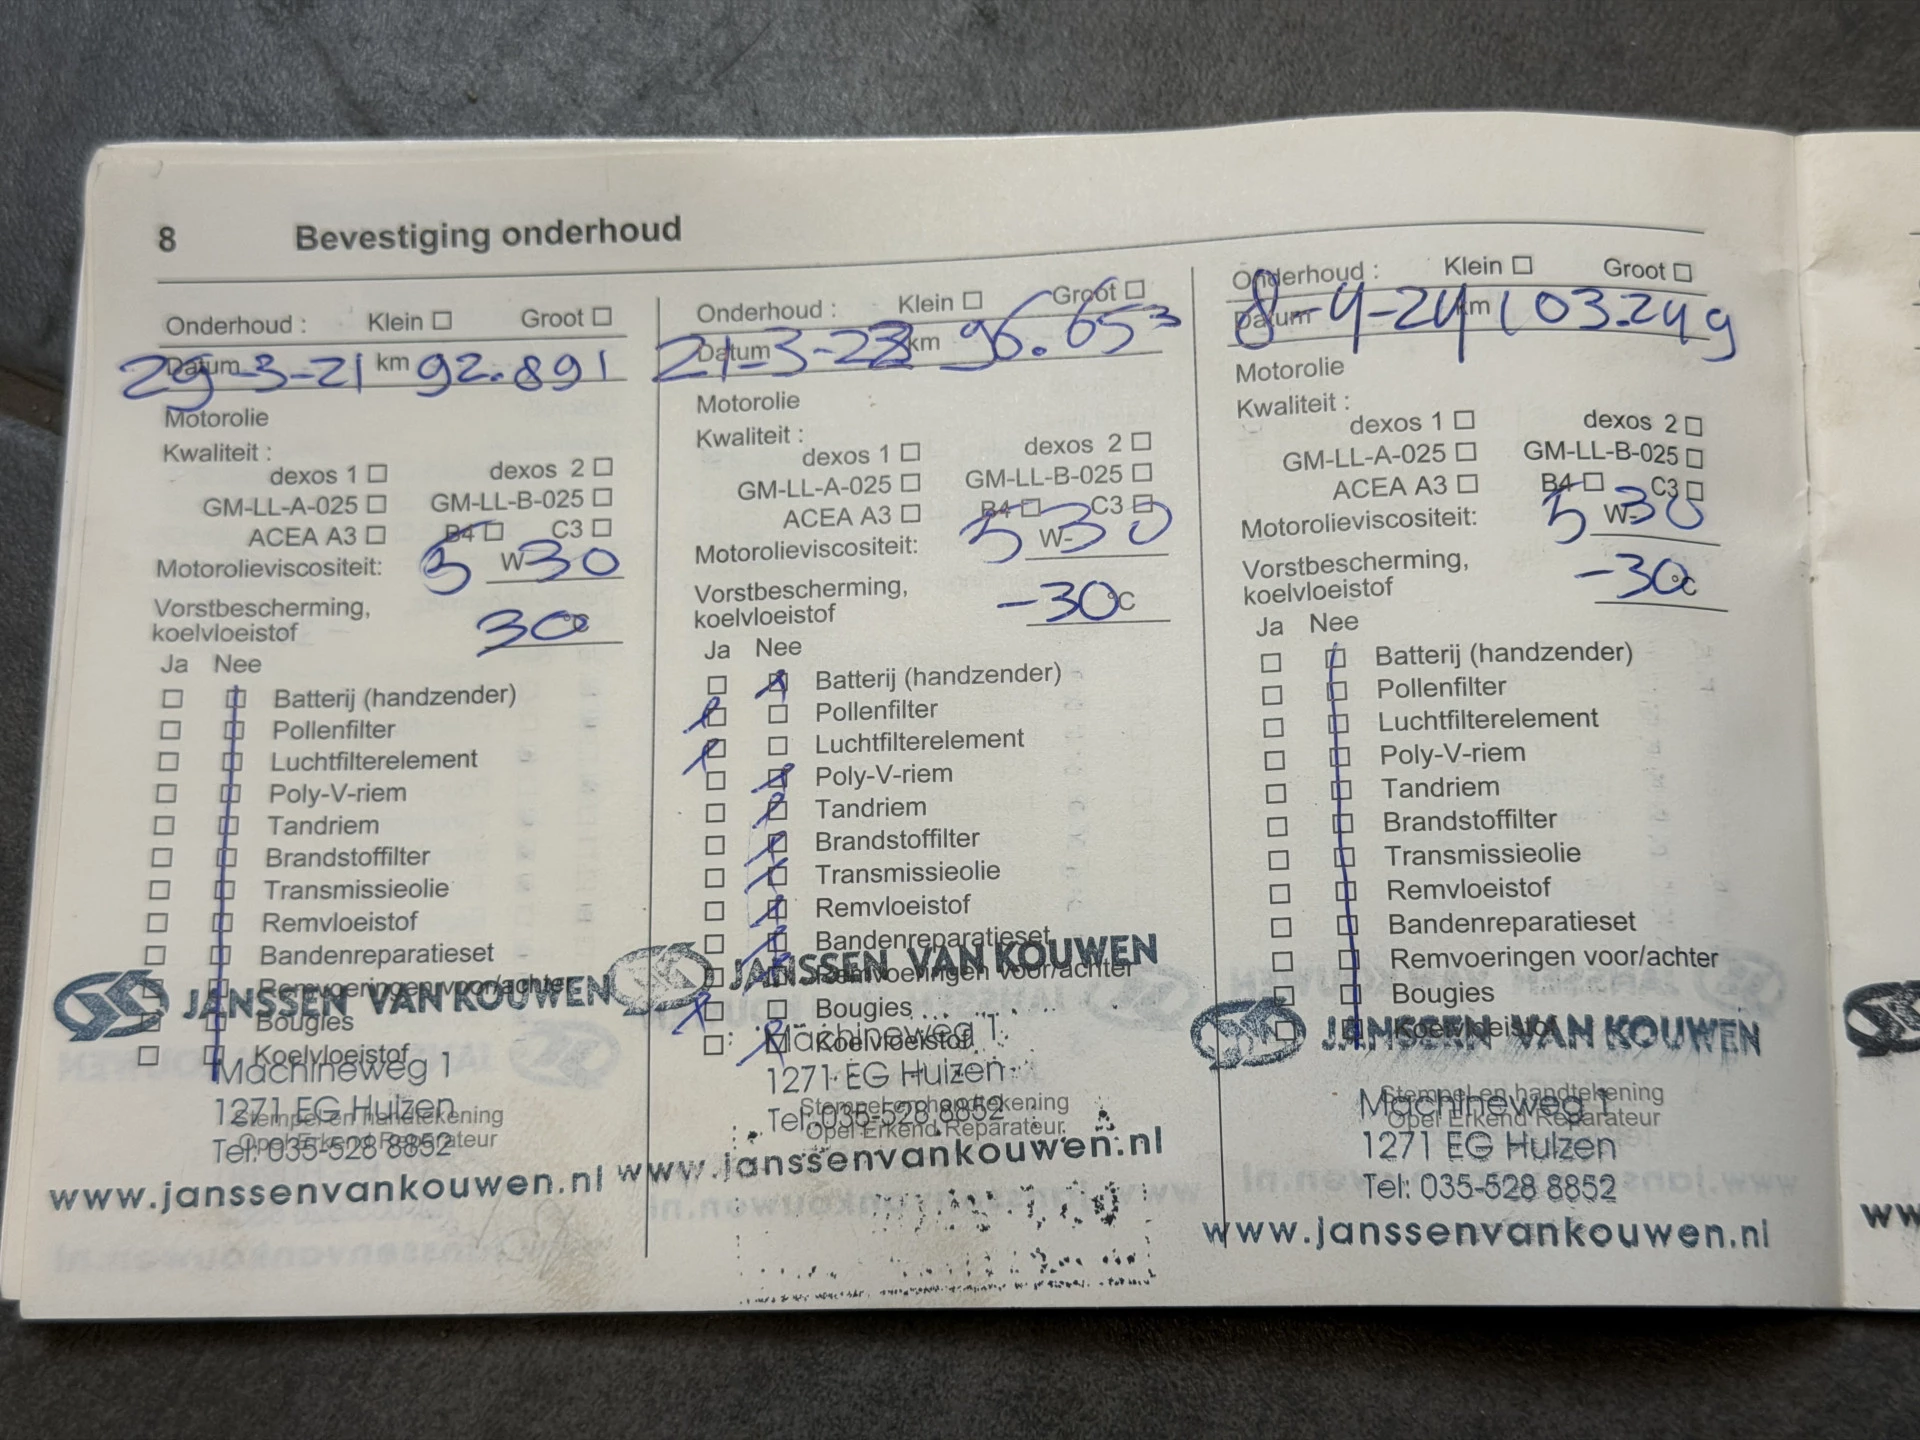 8 Bevestiging onderhoud
Onderhoud : Klein Groot
Datum 29-3-21 km 92.891
Motorolie
Kwaliteit :
dexos 1 dexos 2
GM-LL-A-025 GM-LL-B-025
ACEA A3 B4 C3
Motorolieviscositeit: 5 W- 30
Vorstbescherming,
koelvloeistof 30 °C
Ja Nee
Batterij (handzender)
Pollenfilter
Luchtfilterelement
Poly-V-riem
Tandriem
Brandstoffilter
Transmissieolie
Remvloeistof
Bandenreparatieset
Remvoeringen voor/achter
JANSSEN VAN KOUWEN
Bougies
Koelvloeistof
Machineweg 1
1271 EG Huizen
Stempel en handtekening
Opel Erkend Reparateur
Tel: 035-528 8852
www.janssenvankouwen.nl
Onderhoud : Klein Groot
Datum 21-3-23 km 96.653
Motorolie
Kwaliteit :
dexos 1 dexos 2
GM-LL-A-025 GM-LL-B-025
ACEA A3 B4 C3
Motorolieviscositeit: 5 W- 30
Vorstbescherming,
koelvloeistof -30 °C
Ja Nee
Batterij (handzender)
Pollenfilter
Luchtfilterelement
Poly-V-riem
Tandriem
Brandstoffilter
Transmissieolie
Remvloeistof
Bandenreparatieset
JANSSEN VAN KOUWEN
Remvoeringen voor/achter
Bougies
Machineweg 1
Koelvloeistof
1271 EG Huizen
Stempel en handtekening
Tel: 035-528 8852
Opel Erkend Reparateur
www.janssenvankouwen.nl
Onderhoud : Klein Groot
Datum 8-4-24 km 103.249
Motorolie
Kwaliteit :
dexos 1 dexos 2
GM-LL-A-025 GM-LL-B-025
ACEA A3 B4 C3
Motorolieviscositeit: 5 W- 30
Vorstbescherming,
koelvloeistof -30 °C
Ja Nee
Batterij (handzender)
Pollenfilter
Luchtfilterelement
Poly-V-riem
Tandriem
Brandstoffilter
Transmissieolie
Remvloeistof
Bandenreparatieset
Remvoeringen voor/achter
Bougies
Koelvloeistof
JANSSEN VAN KOUWEN
Stempel en handtekening
Machineweg 1
Opel Erkend Reparateur
1271 EG Huizen
Tel: 035-528 8852
www.janssenvankouwen.nl
ww